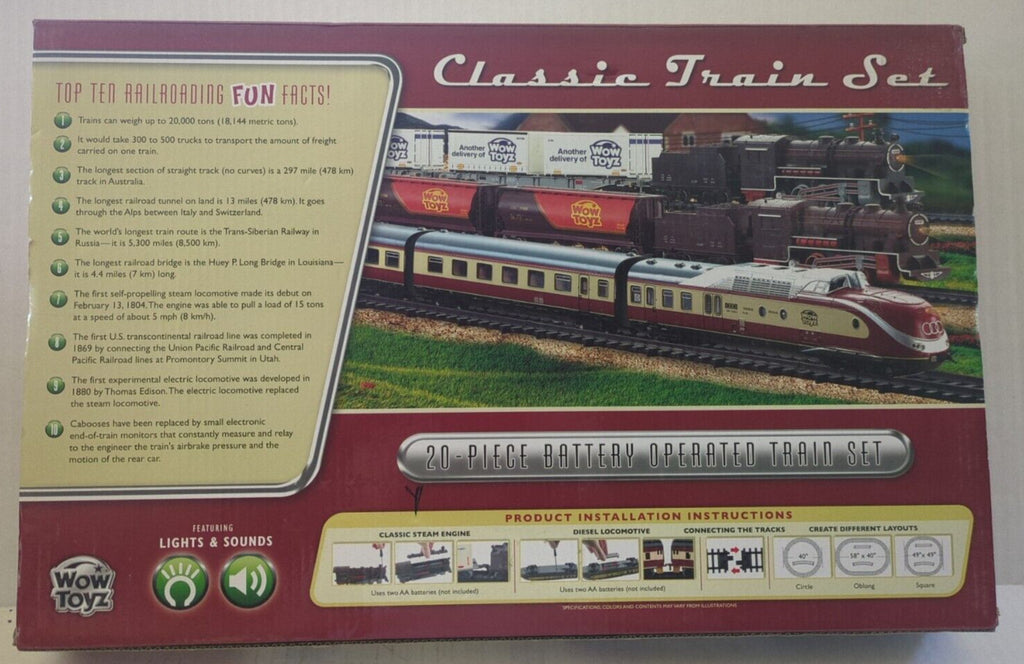 Classic Train Set
TOP TEN RAILROADING FUN FACTS!
1 Trains can weigh up to 20,000 tons (18,144 metric tons).
2 It would take 300 to 500 trucks to transport the amount of freight
carried on one train.
3 The longest section of straight track (no curves) is a 297 mile (478 km)
track in Australia.
4 The longest railroad tunnel on land is 13 miles (478 km). It goes
through the Alps between Italy and Switzerland.
5 The world's longest train route is the Trans-Siberian Railway in
Russia—it is 5,300 miles (8,500 km).
6 The longest railroad bridge is the Huey P. Long Bridge in Louisiana—
it is 4.4 miles (7 km) long.
7 The first self-propelling steam locomotive made its debut on
February 13, 1804. The engine was able to pull a load of 15 tons
at a speed of about 5 mph (8 km/h).
8 The first U.S. transcontinental railroad line was completed in
1869 by connecting the Union Pacific Railroad and Central
Pacific Railroad lines at Promontory Summit in Utah.
9 The first experimental electric locomotive was developed in
1880 by Thomas Edison. The electric locomotive replaced
the steam locomotive.
10 Cabooses have been replaced by small electronic
end-of-train monitors that constantly measure and relay
to the engineer the train's airbrake pressure and the
motion of the rear car.
OYZ
Another
delivery of
WOW
TOYZ
Another
delivery of
WOW
TOYZ
WOW
TOYZ
WOW
TOYZ
20-PIECE BATTERY OPERATED TRAIN SET
FEATURING
LIGHTS & SOUNDS
WOW
TOYZ
PRODUCT INSTALLATION INSTRUCTIONS
CLASSIC STEAM ENGINE
DIESEL LOCOMOTIVE
CONNECTING THE TRACKS
CREATE DIFFERENT LAYOUTS
40"
58" x 40"
49" x 49"
Uses two AA batteries (not included)
Uses two AA batteries (not included)
Circle
Oblong
Square
SPECIFICATIONS, COLORS AND CONTENTS MAY VARY FROM ILLUSTRATIONS